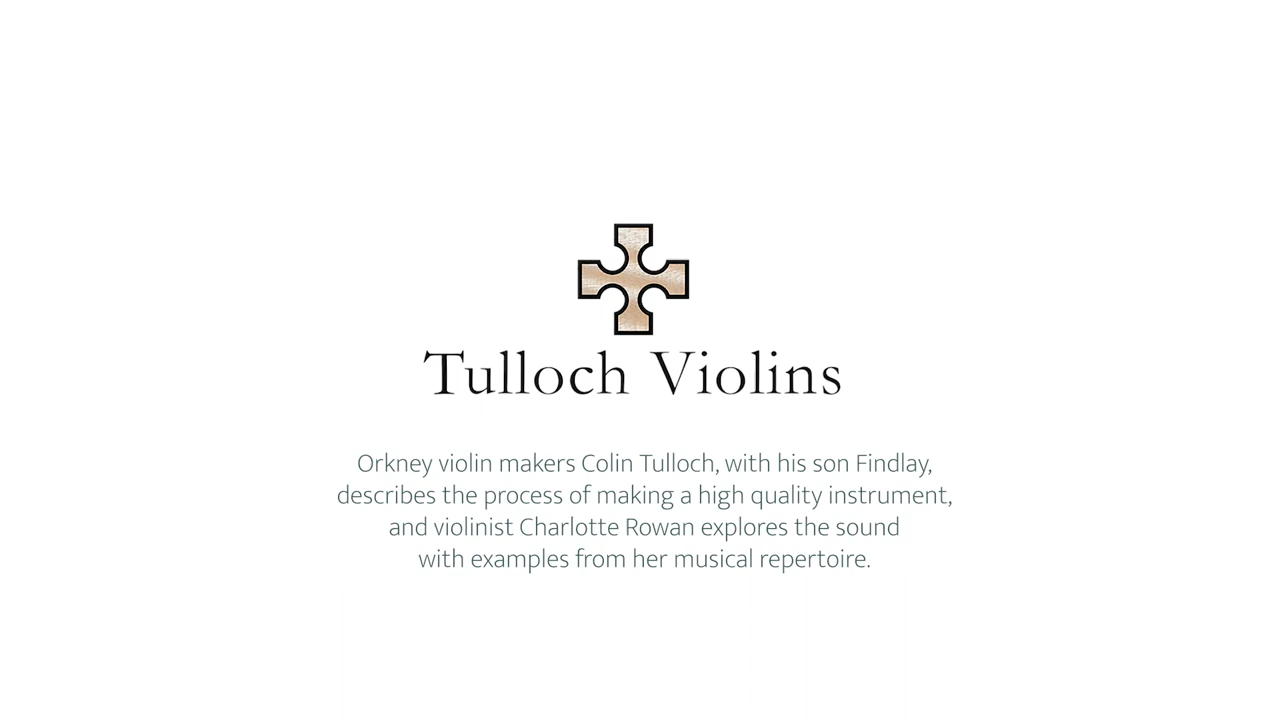 Tulloch Violins
Orkney violin makers Colin Tulloch, with his son Findlay,
describes the process of making a high quality instrument,
and violinist Charlotte Rowan explores the sound
with examples from her musical repertoire.